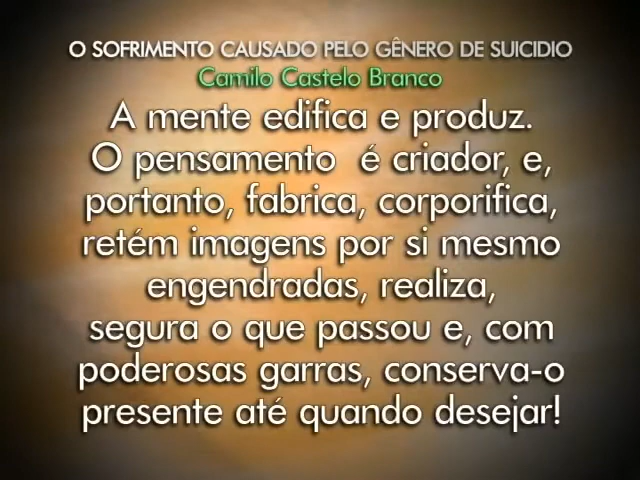 O SOFRIMENTO CAUSADO PELO GÊNERO DE SUICIDIO
Camilo Castelo Branco
A mente edifica e produz.
O pensamento é criador, e,
portanto, fabrica, corporifica,
retém imagens por si mesmo
engendradas, realiza,
segura o que passou e, com
poderosas garras, conserva-o
presente até quando desejar!